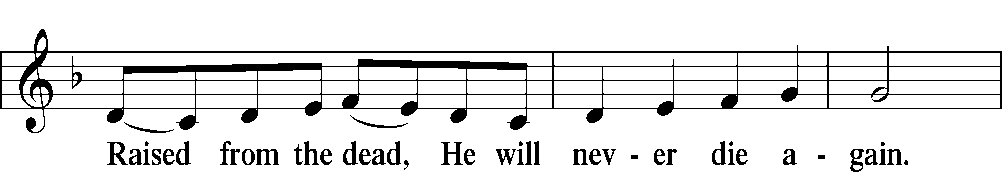 Raised from the dead, He will nev - er die a - gain.